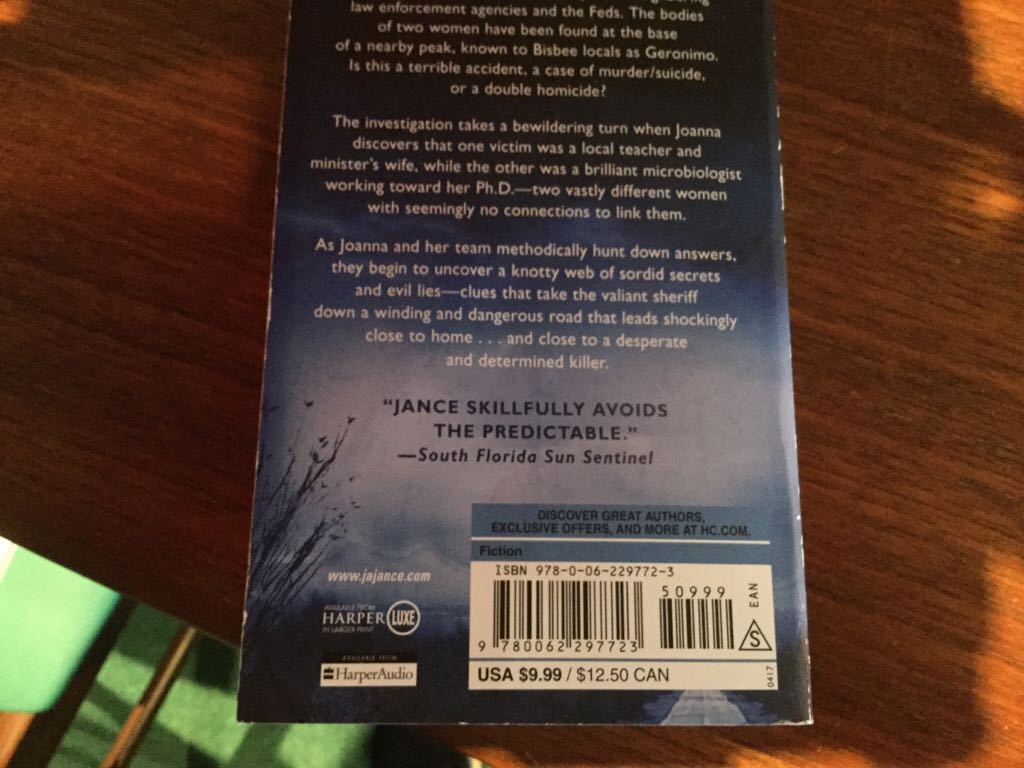 law enforcement agencies and the Feds. The bodies
of two women have been found at the base
of a nearby peak, known to Bisbee locals as Geronimo.
Is this a terrible accident, a case of murder/suicide,
or a double homicide?
The investigation takes a bewildering turn when Joanna
discovers that one victim was a local teacher and
minister's wife, while the other was a brilliant microbiologist
working toward her Ph.D.—two vastly different women
with seemingly no connections to link them.
As Joanna and her team methodically hunt down answers,
they begin to uncover a knotty web of sordid secrets
and evil lies—clues that take the valiant sheriff
down a winding and dangerous road that leads shockingly
close to home . . . and close to a desperate
and determined killer.
"JANCE SKILLFULLY AVOIDS
THE PREDICTABLE."
—South Florida Sun Sentinel
DISCOVER GREAT AUTHORS,
EXCLUSIVE OFFERS, AND MORE AT HC.COM.
Fiction
ISBN 978-0-06-229772-3
50999
EAN
S
9 780062 297723
USA $9.99 / $12.50 CAN
0417
www.jajance.com
AVAILABLE FROM
HARPER LUXE
IN LARGER PRINT
AVAILABLE FROM
HarperAudio